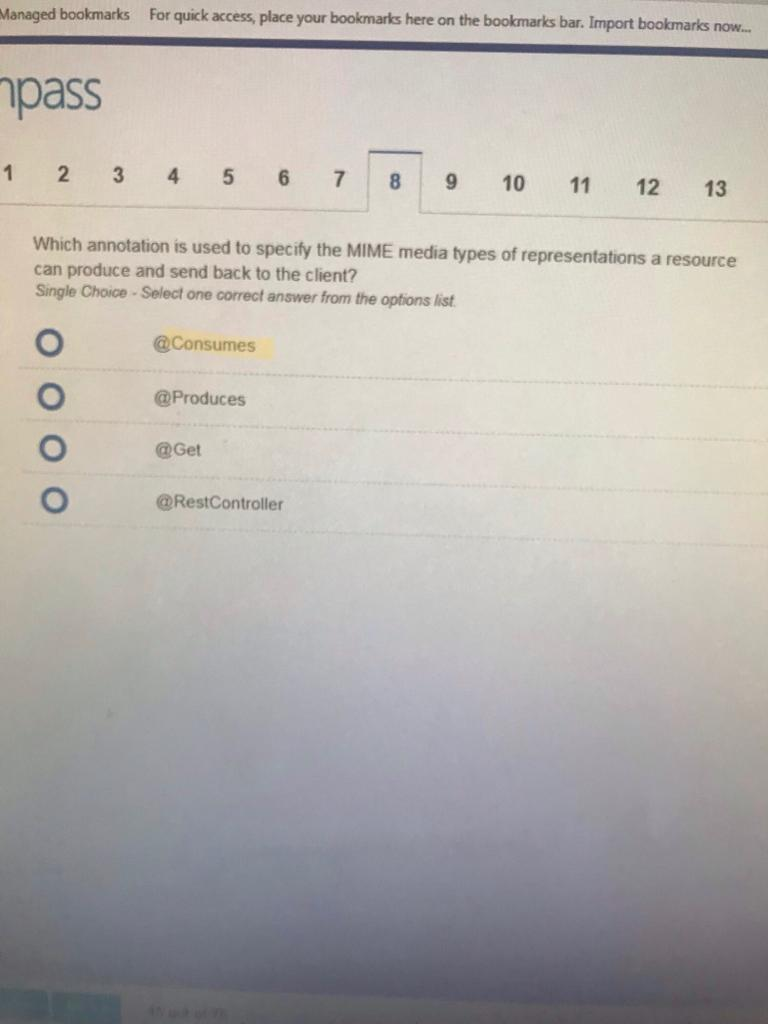 Managed bookmarks For quick access, place your bookmarks here on the bookmarks bar. Import bookmarks now...
npass
1 2 3 4 5 6 7 8 9 10 11 12 13
Which annotation is used to specify the MIME media types of representations a resource
can produce and send back to the client?
Single Choice - Select one correct answer from the options list.
@Consumes
@Produces
@Get
@RestController